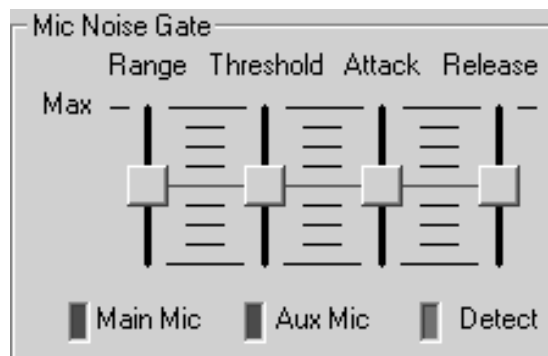 Mic Noise Gate
Range Threshold Attack Release
Max
Main Mic Aux Mic Detect